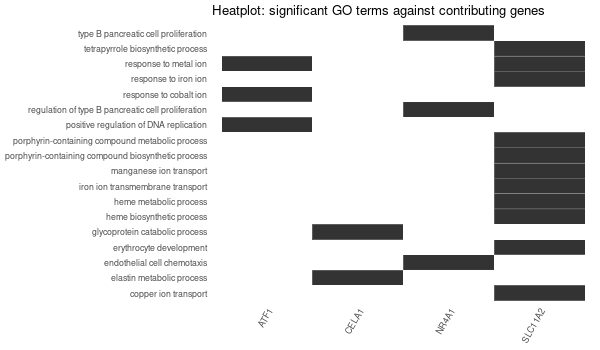 Heatplot: significant GO terms against contributing genes
type B pancreatic cell proliferation
tetrapyrrole biosynthetic process
response to metal ion
response to iron ion
response to cobalt ion
regulation of type B pancreatic cell proliferation
positive regulation of DNA replication
porphyrin-containing compound metabolic process
porphyrin-containing compound biosynthetic process
manganese ion transport
iron ion transmembrane transport
heme metabolic process
heme biosynthetic process
glycoprotein catabolic process
erythrocyte development
endothelial cell chemotaxis
elastin metabolic process
copper ion transport
ATF1
CELA1
NR4A1
SLC11A2